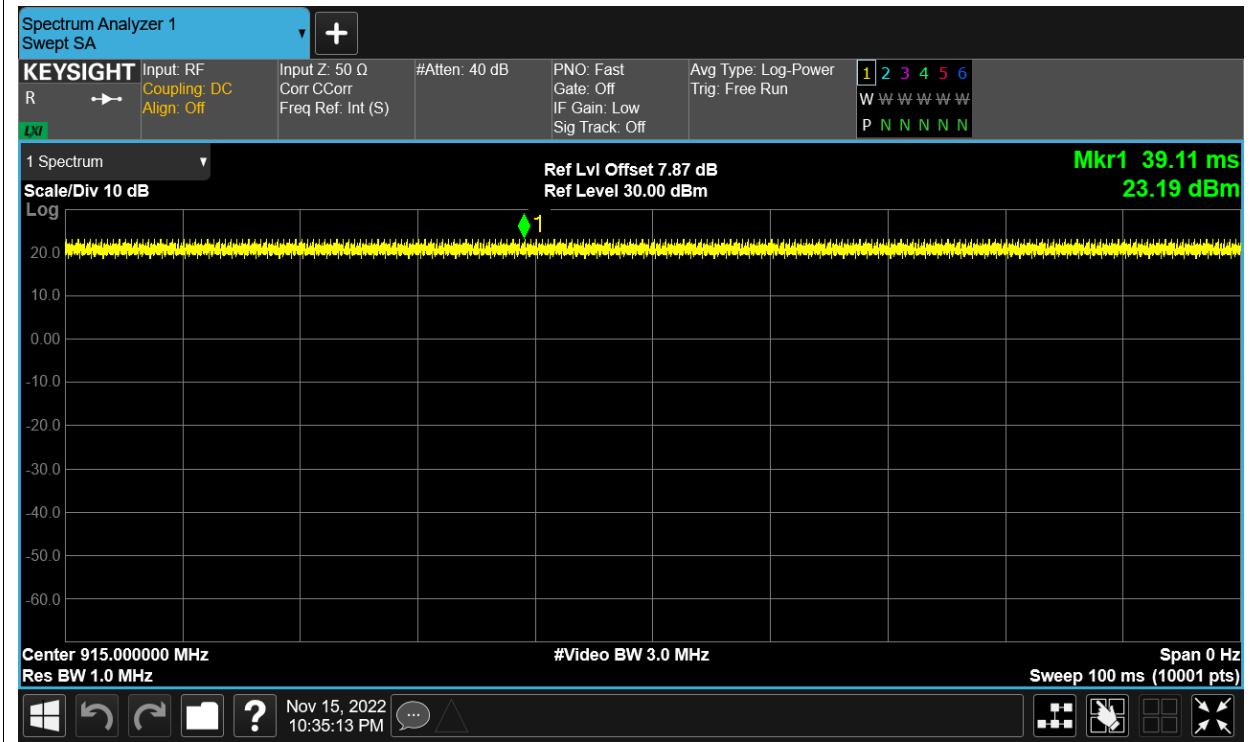 Spectrum Analyzer 1
Swept SA
KEYSIGHT
R
LXI
Input: RF
Coupling: DC
Align: Off
Input Z: 50 Ω
Corr CCorr
Freq Ref: Int (S)
#Atten: 40 dB
PNO: Fast
Gate: Off
IF Gain: Low
Sig Track: Off
Avg Type: Log-Power
Trig: Free Run
1 2 3 4 5 6
W W W W W W
P N N N N N
1 Spectrum
Scale/Div 10 dB
Log
Ref Lvl Offset 7.87 dB
Ref Level 30.00 dBm
Mkr1 39.11 ms
23.19 dBm
1
20.0
10.0
0.00
-10.0
-20.0
-30.0
-40.0
-50.0
-60.0
Center 915.000000 MHz
Res BW 1.0 MHz
#Video BW 3.0 MHz
Span 0 Hz
Sweep 100 ms (10001 pts)
?
Nov 15, 2022
10:35:13 PM